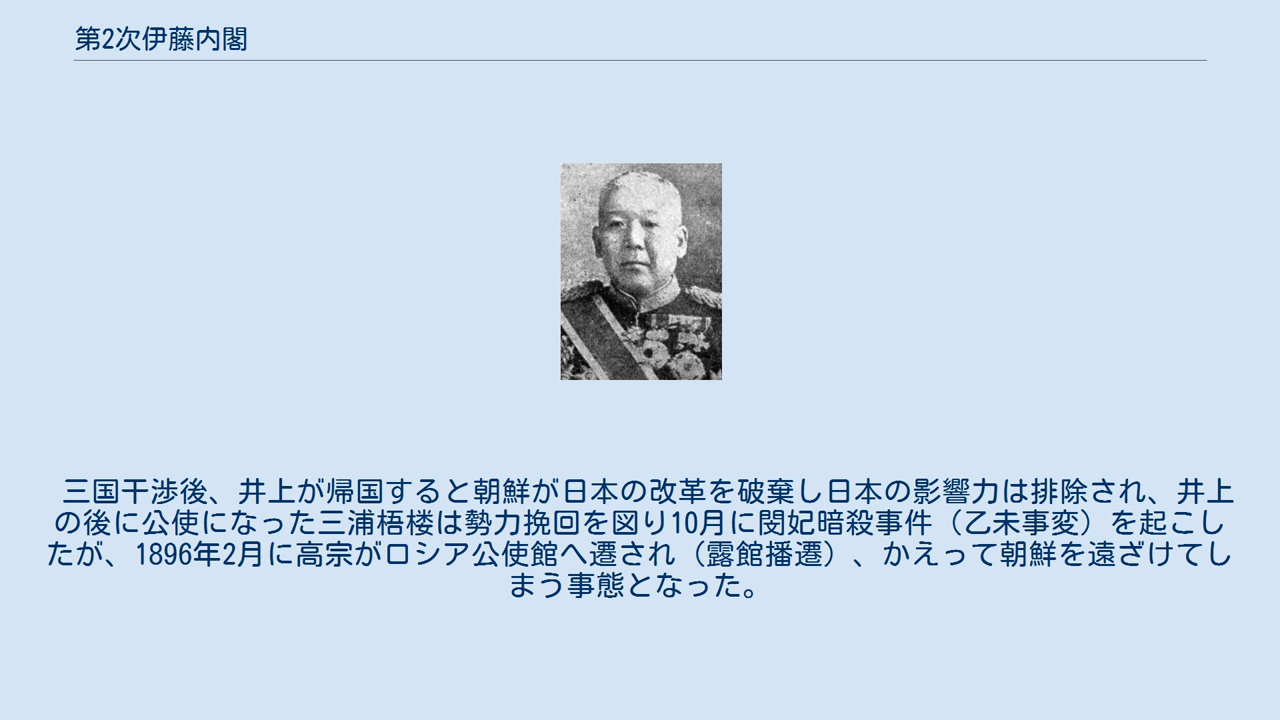 第2次伊藤内閣
三国干渉後、井上が帰国すると朝鮮が日本の改革を破棄し日本の影響力は排除され、井上
の後に公使になった三浦梧楼は勢力挽回を図り10月に閔妃暗殺事件（乙未事変）を起こし
たが、1896年2月に高宗がロシア公使館へ遷され（露館播遷）、かえって朝鮮を遠ざけてし
まう事態となった。